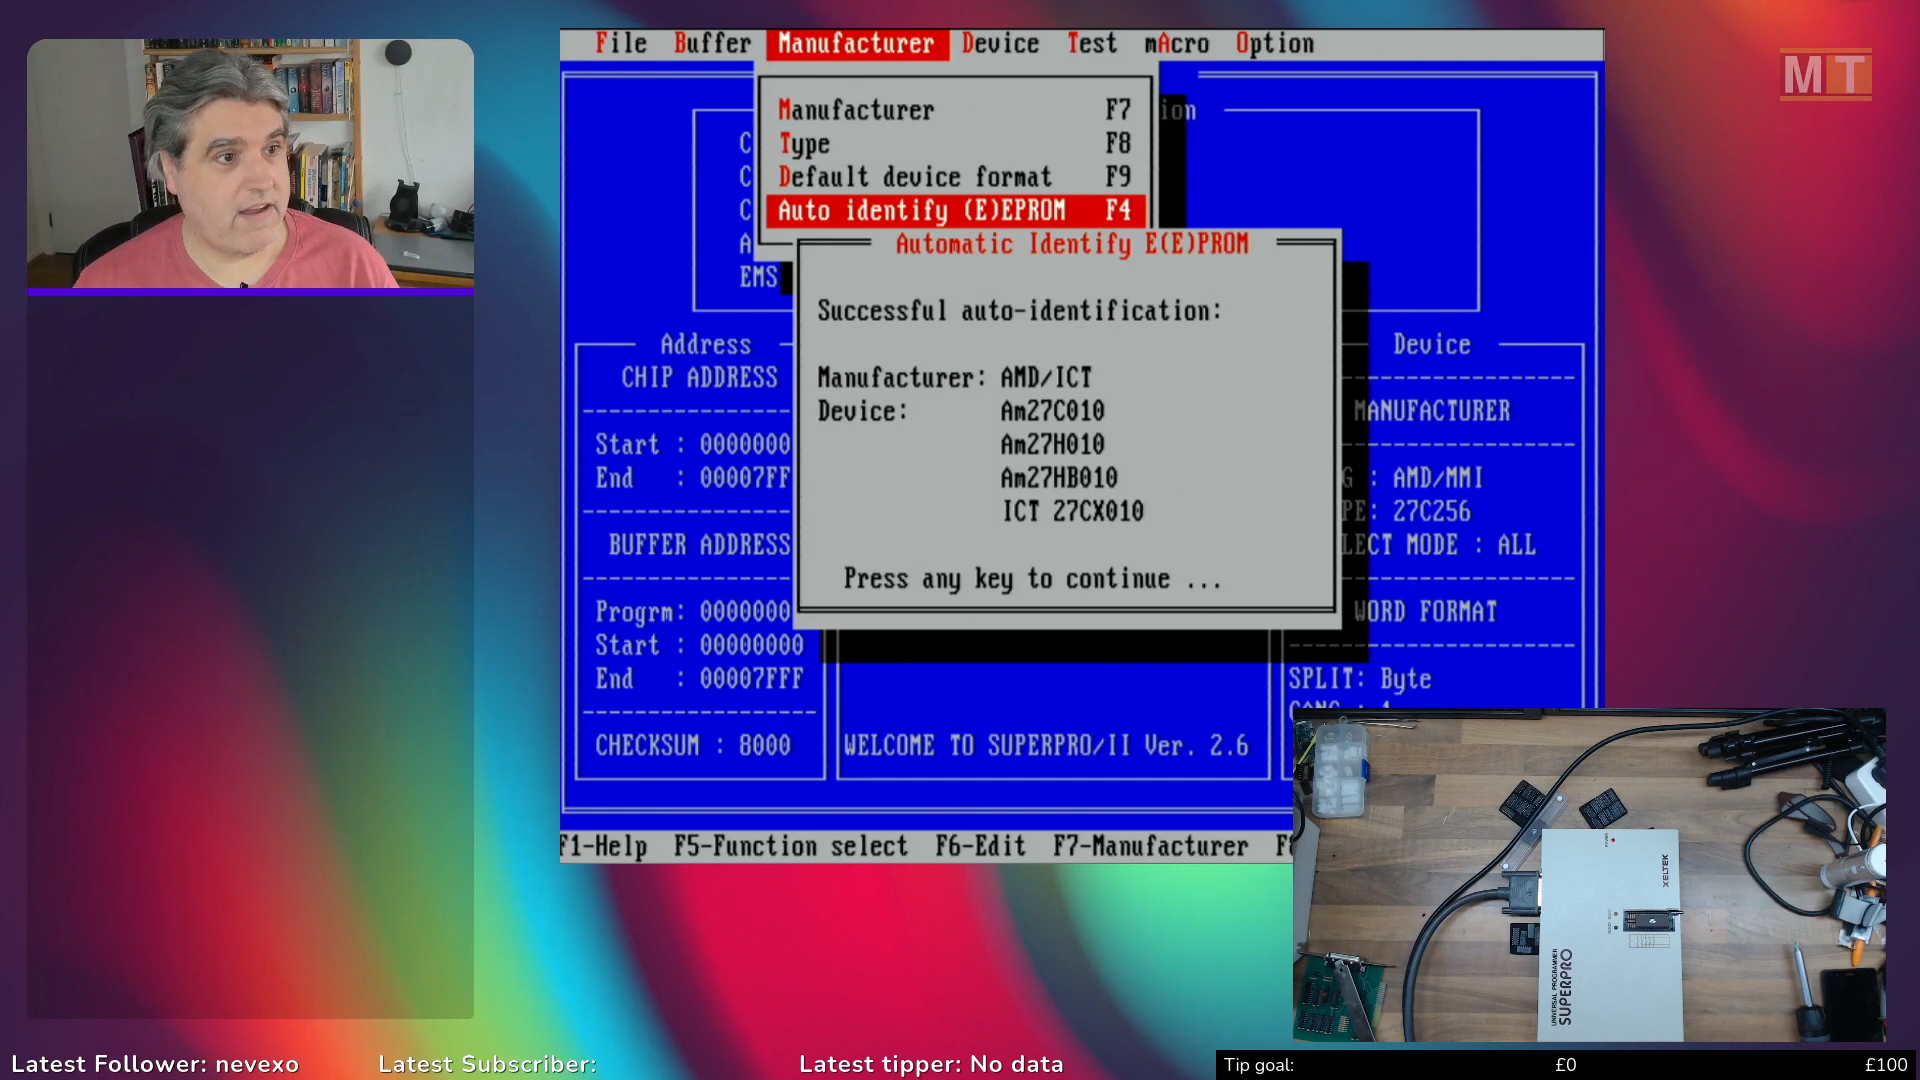 File Buffer Manufacturer Device Test mAcro Option
MT
Manufacturer F7
Type F8
Default device format F9
Auto identify (E)EPROM F4
ion
C
C
C
A
EMS
Automatic Identify E(E)PROM
Successful auto-identification:
Manufacturer: AMD/ICT
Device: Am27C010
Am27H010
Am27HB010
ICT 27CX010
Press any key to continue ...
Address
CHIP ADDRESS
Start : 0000000
End : 00007FF
BUFFER ADDRESS
Progrm: 0000000
Start : 00000000
End : 00007FFF
CHECKSUM : 8000
WELCOME TO SUPERPRO/II Ver. 2.6
Device
MANUFACTURER
G : AMD/MMI
PE: 27C256
LECT MODE : ALL
WORD FORMAT
SPLIT: Byte
F1-Help F5-Function select F6-Edit F7-Manufacturer
XELTEK
UNIVERSAL PROGRAMMER
SUPERPRO
Latest Follower: nevexo
Latest Subscriber:
Latest tipper: No data
Tip goal: £0 £100